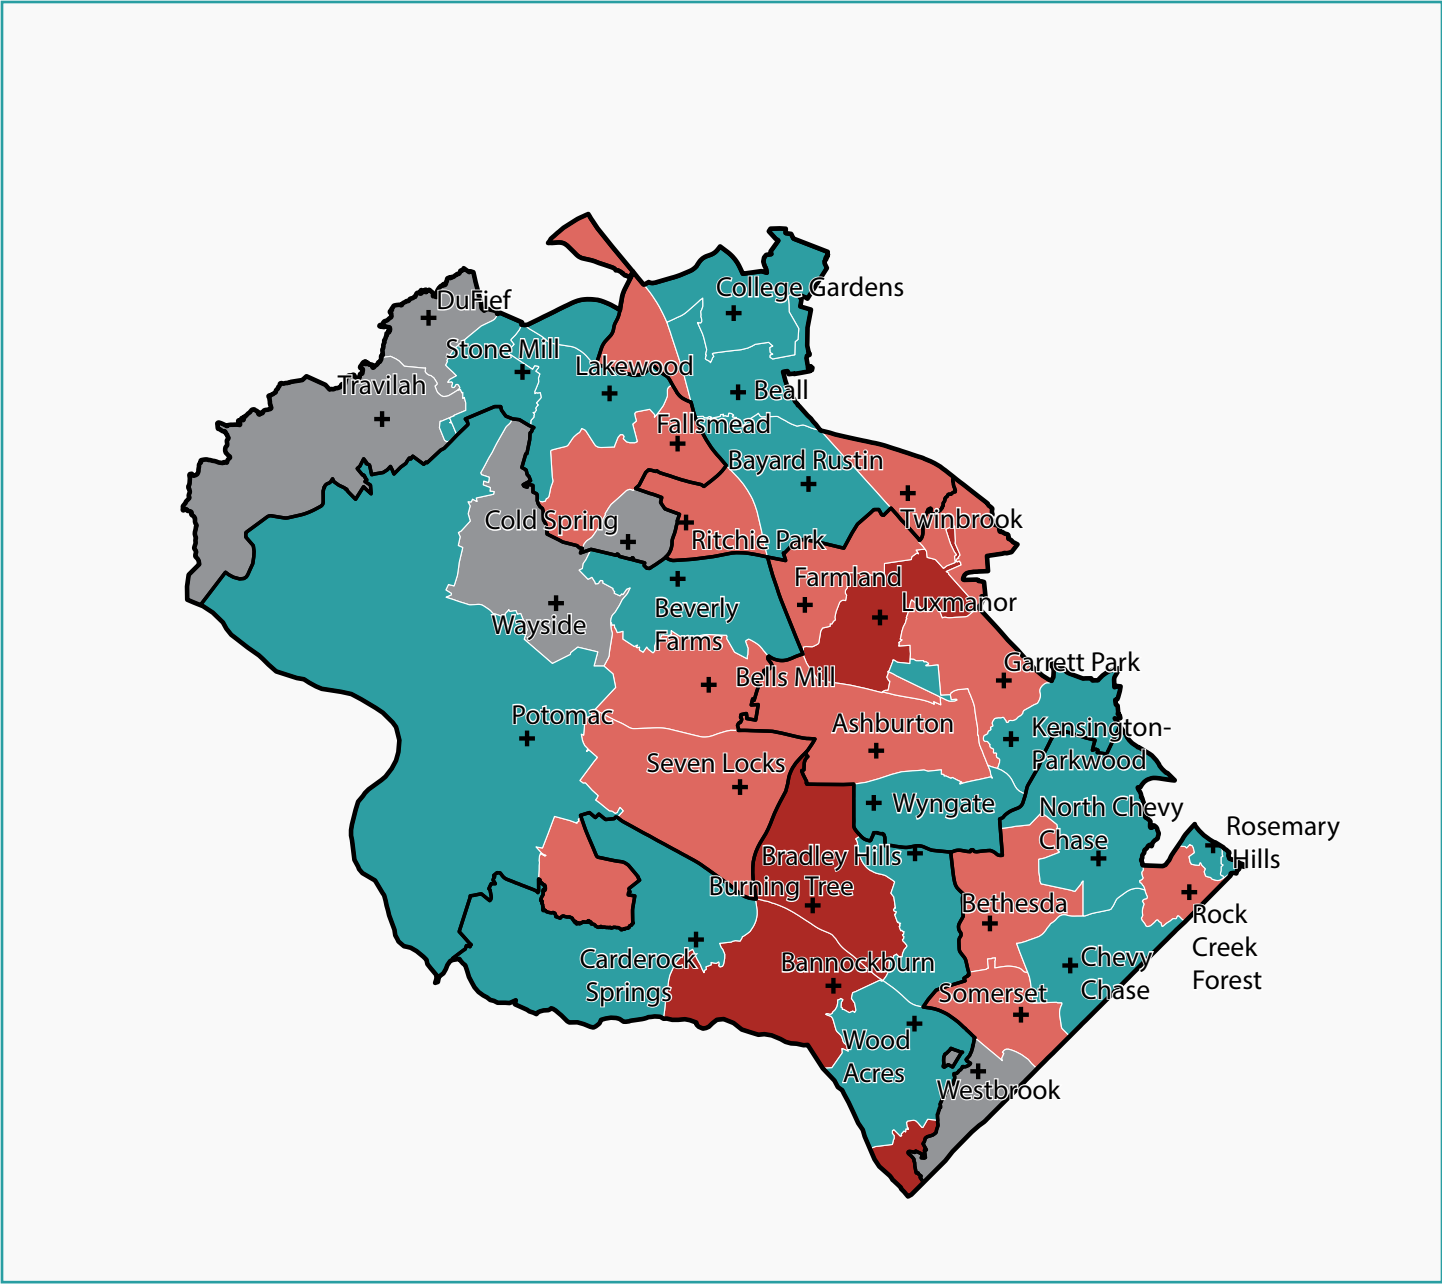 College Gardens
DuFief
Stone Mill
Lakewood
Travilah
Beall
Fallsmead
Bayard Rustin
Cold Spring
Twinbrook
Ritchie Park
Farmland
Luxmanor
Beverly
Farms
Wayside
Garrett Park
Bells Mill
Potomac
Ashburton
Kensington-
Parkwood
Seven Locks
Wyngate
North Chevy
Chase
Rosemary
Hills
Bradley Hills
Burning Tree
Bethesda
Rock
Creek
Forest
Carderock
Springs
Bannockburn
Chevy
Chase
Somerset
Wood
Acres
Westbrook